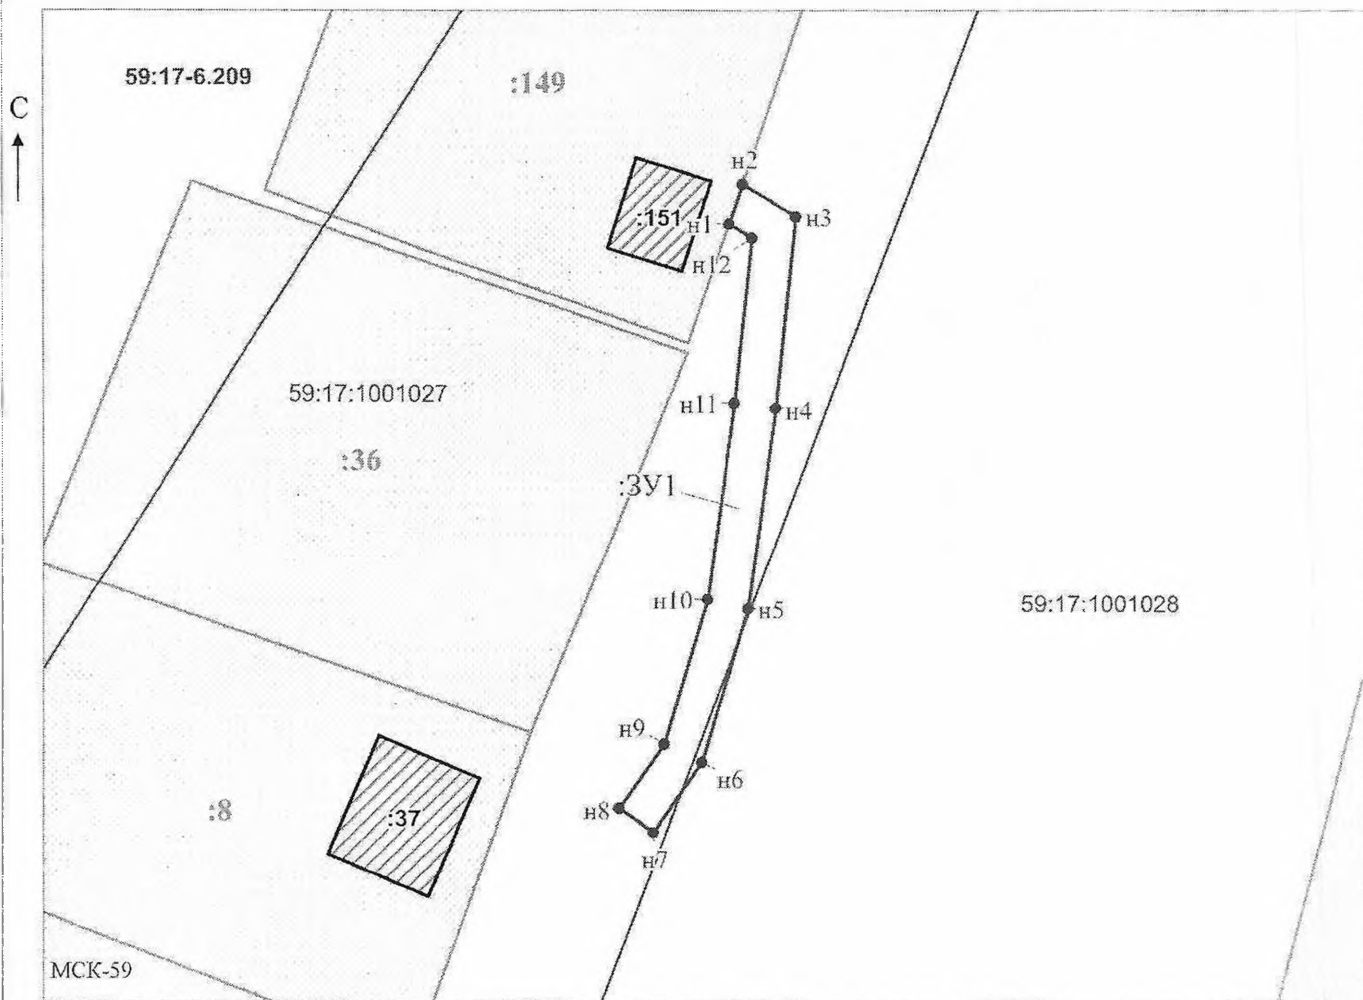 59:17-6.209
:149
С
н2
:151
н1
н3
н12
59:17:1001027
н11
н4
:36
:ЗУ1
н10
н5
59:17:1001028
н9
н6
:8
:37
н8
н7
МСК-59